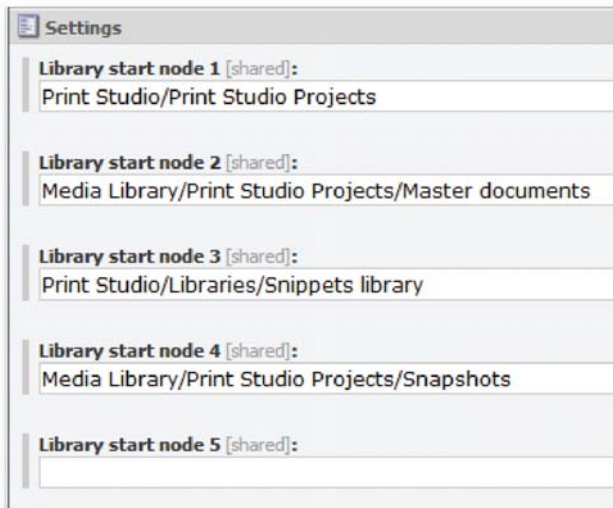 Settings
Library start node 1 [shared]:
Print Studio/Print Studio Projects
Library start node 2 [shared]:
Media Library/Print Studio Projects/Master documents
Library start node 3 [shared]:
Print Studio/Libraries/Snippets library
Library start node 4 [shared]:
Media Library/Print Studio Projects/Snapshots
Library start node 5 [shared]: